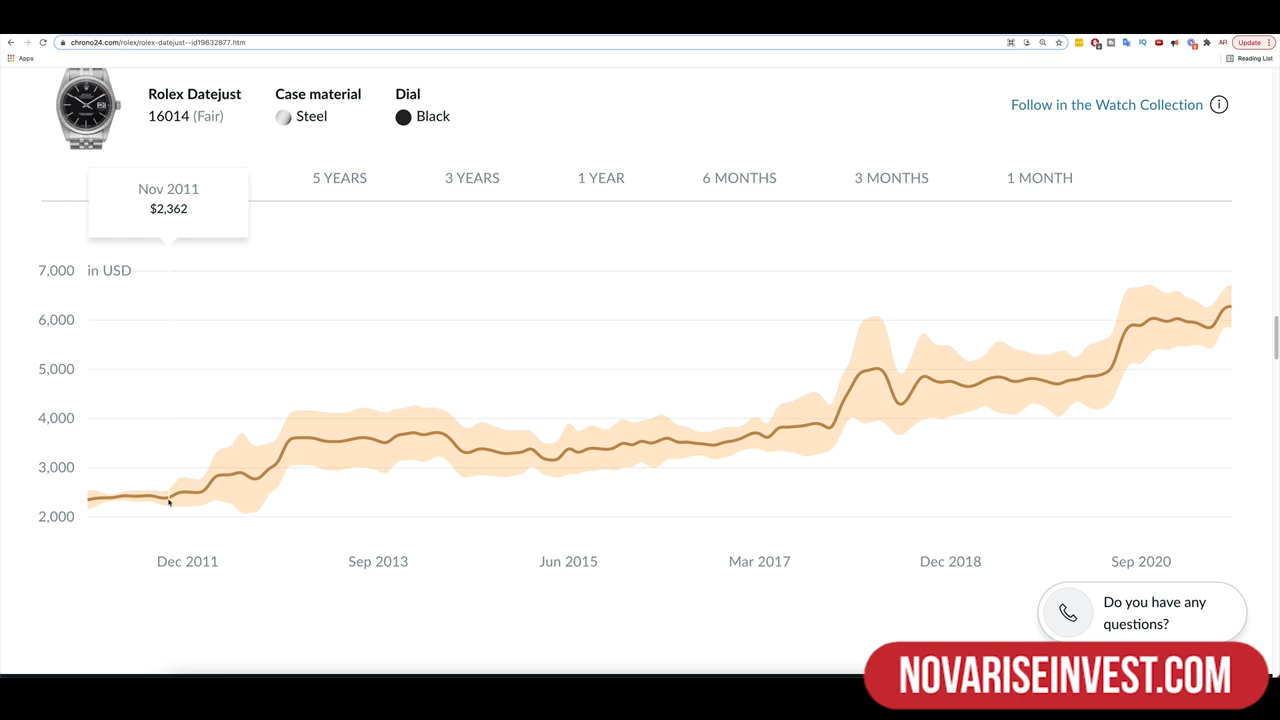 chrono24.com/rolex/rolex-datejust--id19632877.htm
AR
Update
Apps
Reading List
Rolex Datejust
16014 (Fair)
Case material
Steel
Dial
Black
Follow in the Watch Collection
Nov 2011
$2,362
5 YEARS 3 YEARS 1 YEAR 6 MONTHS 3 MONTHS 1 MONTH
7,000 in USD
6,000
5,000
4,000
3,000
2,000
Dec 2011 Sep 2013 Jun 2015 Mar 2017 Dec 2018 Sep 2020
Do you have any
questions?
NOVARISEINVEST.COM